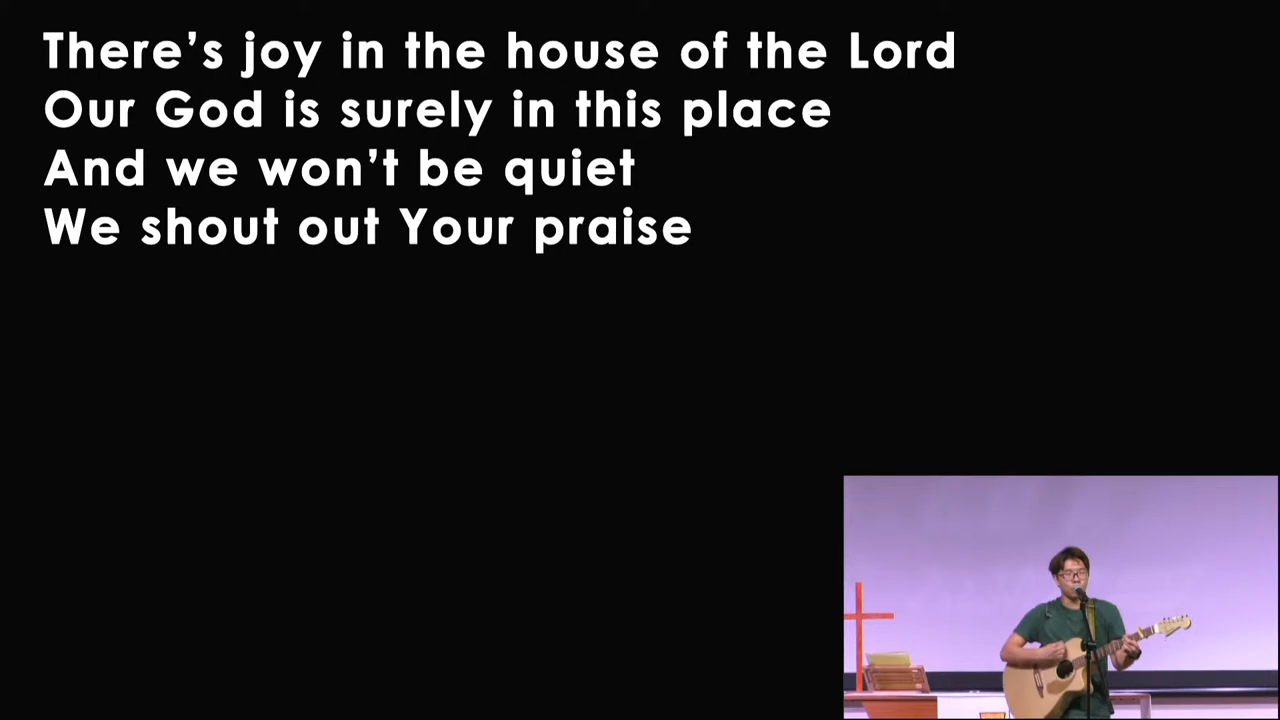 There’s joy in the house of the Lord
Our God is surely in this place
And we won’t be quiet
We shout out Your praise